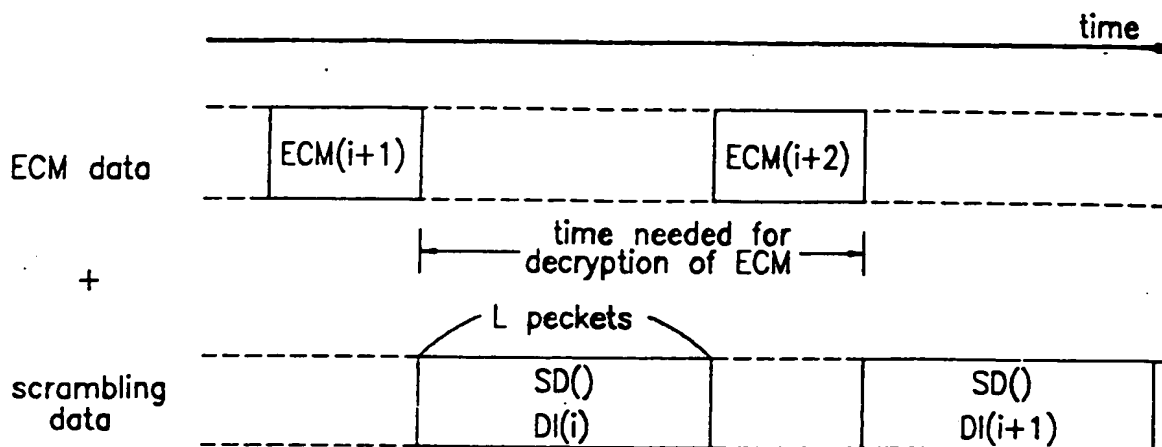 time
ECM data
ECM(i+1)
ECM(i+2)
time needed for
decryption of ECM
+
L peckets
scrambling
data
SD()
DI(i)
SD()
DI(i+1)